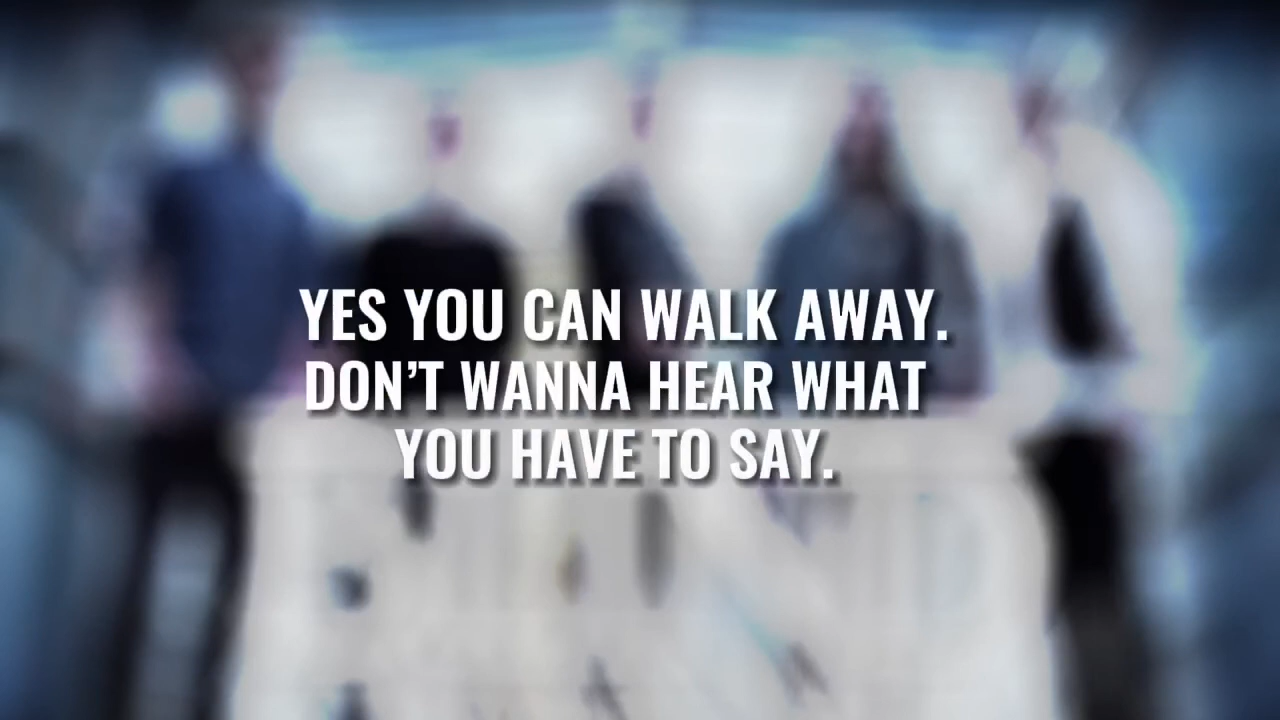 YES YOU CAN WALK AWAY.
DON’T WANNA HEAR WHAT
YOU HAVE TO SAY.